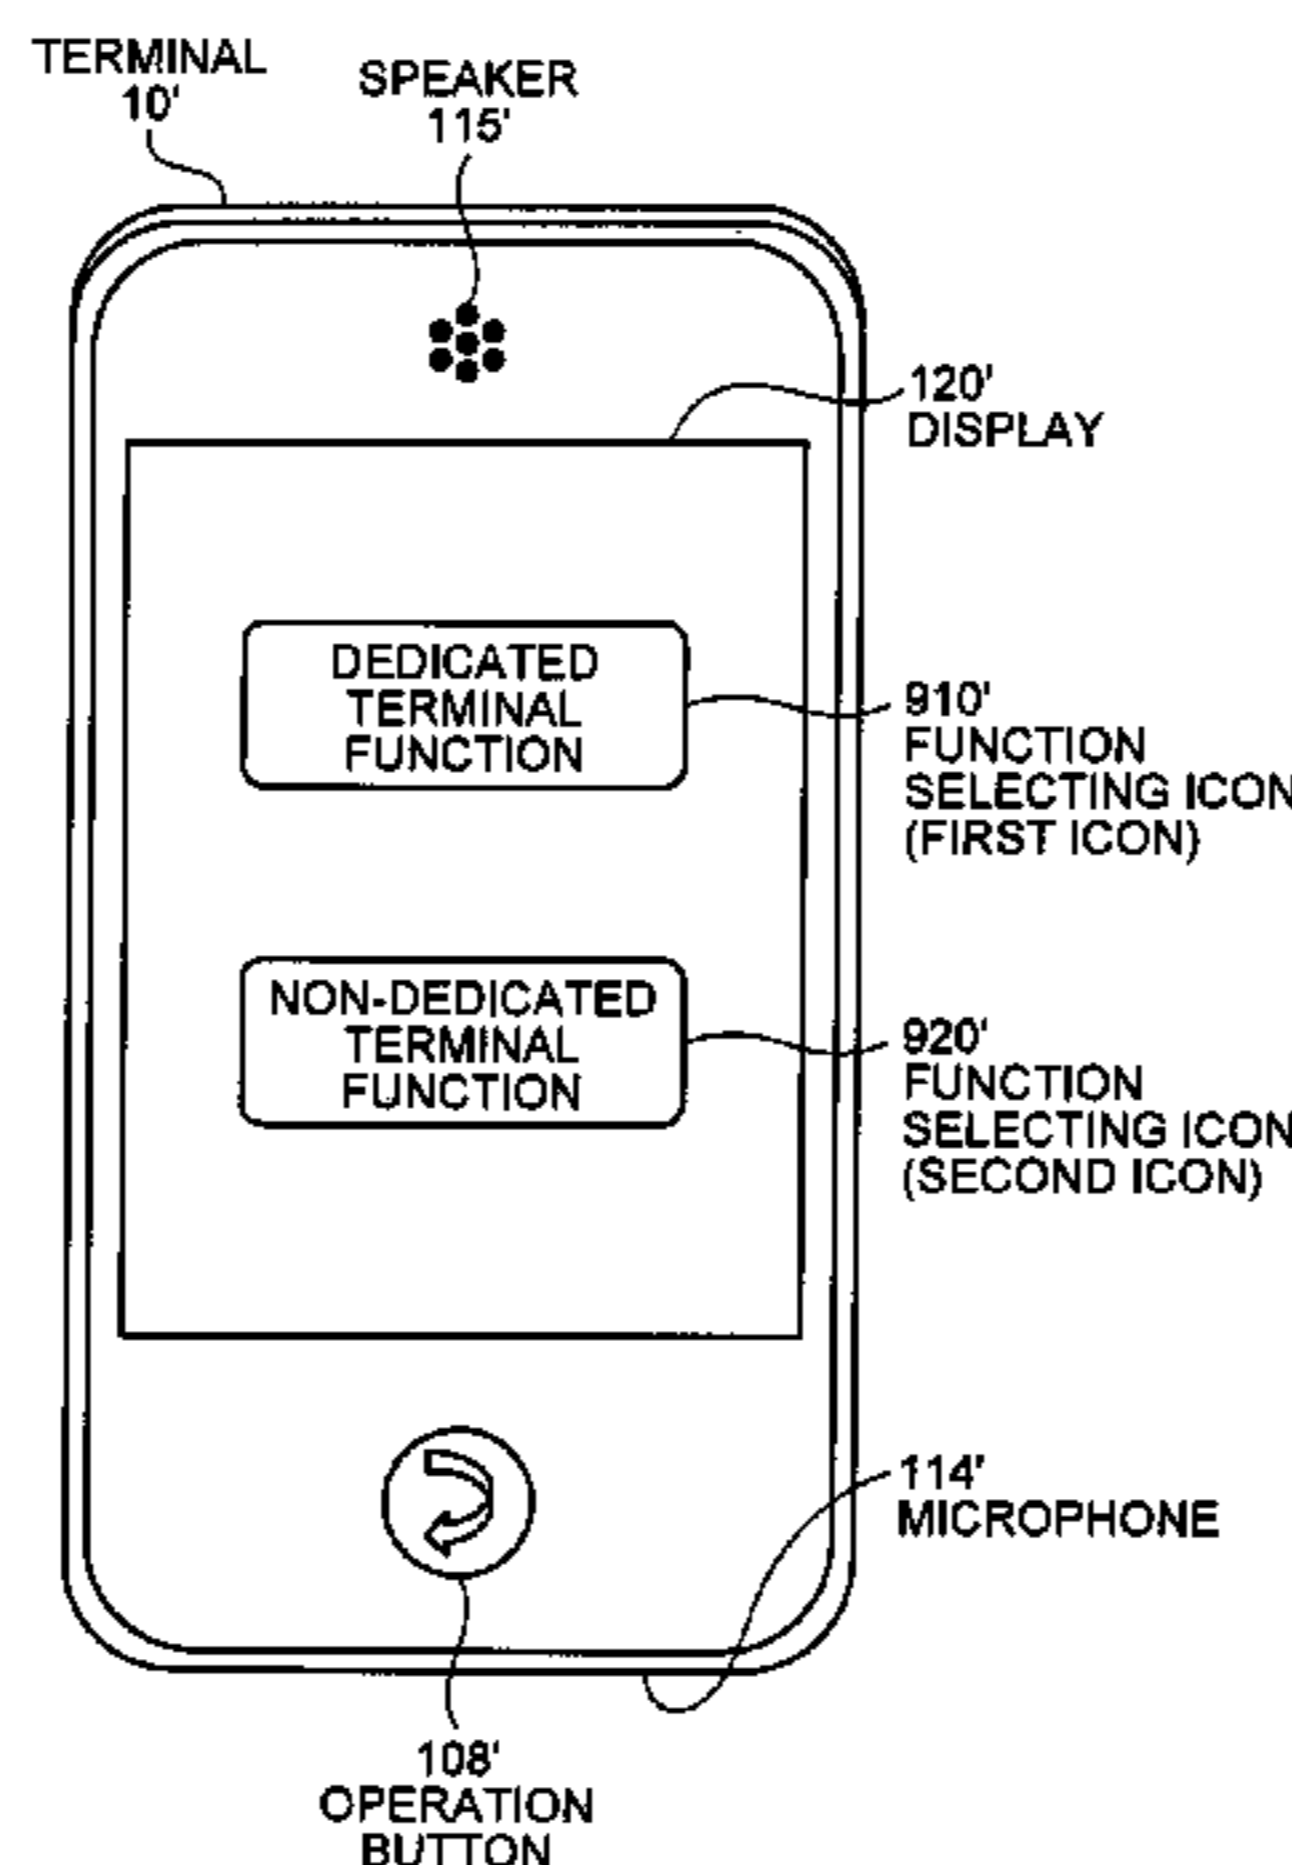 TERMINAL
10'
SPEAKER
115'
120'
DISPLAY
DEDICATED
TERMINAL
FUNCTION
910'
FUNCTION
SELECTING ICON
(FIRST ICON)
NON-DEDICATED
TERMINAL
FUNCTION
920'
FUNCTION
SELECTING ICON
(SECOND ICON)
114'
MICROPHONE
108'
OPERATION
BUTTON